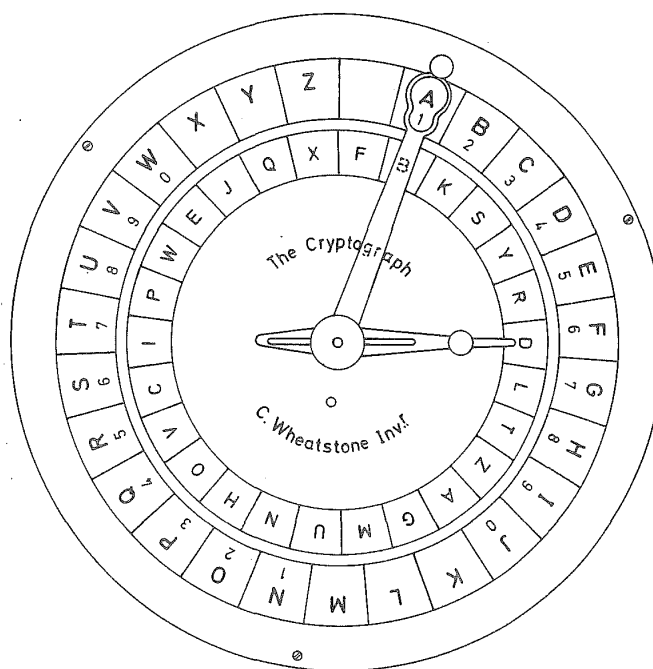 A B C D E F G H I J K L M N O P Q R S T U V W X Y Z
1 2 3 4 5 6 7 8 9 0 1 2 3 4 5 6 7 8 9 0
B K S Y R D L T Z A G M U N H O V C I P W E J Q X F
The Cryptograph
C. Wheatstone Inv.r